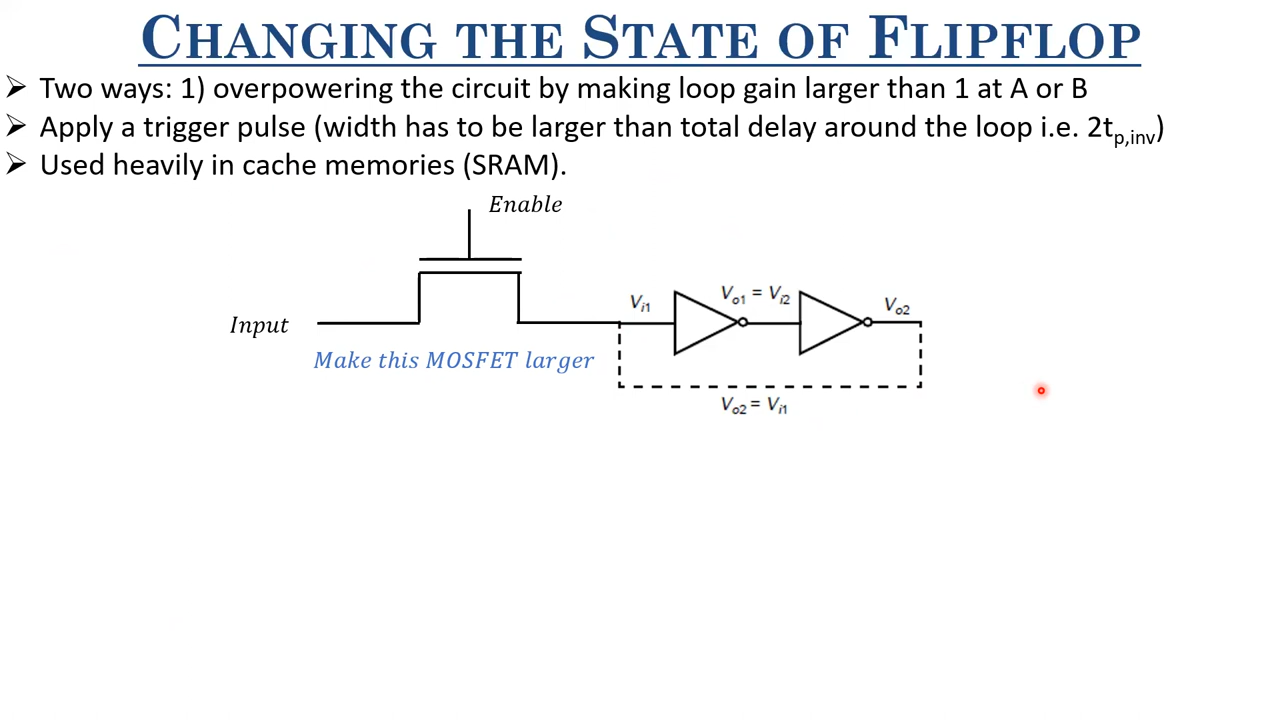 CHANGING THE STATE OF FLIPFLOP
➢ Two ways: 1) overpowering the circuit by making loop gain larger than 1 at A or B
➢ Apply a trigger pulse (width has to be larger than total delay around the loop i.e. 2tp,inv)
➢ Used heavily in cache memories (SRAM).
Enable
Vi1
Vo1 = Vi2
Vo2
Input
Make this MOSFET larger
Vo2 = Vi1